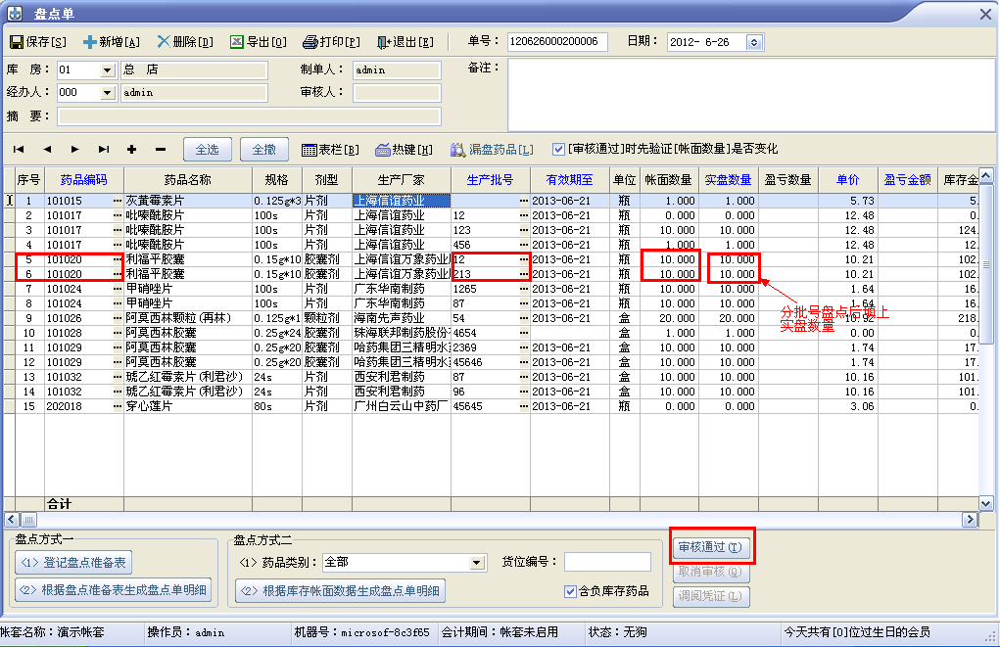 盘点单
保存[S] 新增[A] 删除[D] 导出[O] 打印[P] 退出[E] 单号： 120626000200006 日期： 2012- 6-26
库 房： 01 总 店 制单人： admin 备注：
经办人： 000 admin 审核人：
摘 要：
全选 全撤 表栏[B] 热键[H] 漏盘药品[L] [审核通过]时先验证[帐面数量]是否变化
序号 药品编码 药品名称 规格 剂型 生产厂家 生产批号 有效期至 单位 帐面数量 实盘数量 盈亏数量 单价 盈亏金额 库存金
1 101015 ··· 灰黄霉素片 0.125g*3 片剂 上海信谊药业 ··· 2013-06-21 瓶 1.000 1.000 5.73 5.
2 101017 ··· 吡嗪酰胺片 100s 片剂 上海信谊药业 12 ··· 2013-06-21 瓶 0.000 0.000 12.48 0.
3 101017 ··· 吡嗪酰胺片 100s 片剂 上海信谊药业 123 ··· 2013-06-21 瓶 10.000 10.000 12.48 124.
4 101017 ··· 吡嗪酰胺片 100s 片剂 上海信谊药业 456 ··· 2013-06-21 瓶 1.000 1.000 12.48 12.
5 101020 ··· 利福平胶囊 0.15g*10 胶囊剂 上海信谊万象药业 12 ··· 2013-06-21 瓶 10.000 10.000 10.21 102.
6 101020 ··· 利福平胶囊 0.15g*10 胶囊剂 上海信谊万象药业 213 ··· 2013-06-21 瓶 10.000 10.000 10.21 102.
7 101024 ··· 甲硝唑片 100s 片剂 广东华南制药 1265 ··· 2013-06-21 瓶 10.000 10.000 1.64 16.
8 101024 ··· 甲硝唑片 100s 片剂 广东华南制药 87 ··· 2013-06-21 瓶 10.000 10.000 1.64 16.
9 101026 ··· 阿莫西林颗粒(再林) 0.125g*1 颗粒剂 海南先声药业 54 ··· 2013-06-21 盒 20.000 20.000 10.92 218.
10 101028 ··· 阿莫西林胶囊 0.25g*24 胶囊剂 珠海联邦制药股份 4654 ··· 2013-06-21 盒 1.000 1.000 0.00 0.
11 101029 ··· 阿莫西林胶囊 0.25g*20 胶囊剂 哈药集团三精明水 2369 ··· 2013-06-21 盒 10.000 10.000 1.74 17.
12 101029 ··· 阿莫西林胶囊 0.25g*20 胶囊剂 哈药集团三精明水 45646 ··· 2013-06-21 盒 10.000 10.000 1.74 17.
13 101032 ··· 琥乙红霉素片(利君沙) 24s 片剂 西安利君制药 87 ··· 2013-06-21 盒 10.000 10.000 10.16 101.
14 101032 ··· 琥乙红霉素片(利君沙) 24s 片剂 西安利君制药 96 ··· 2013-06-21 盒 10.000 10.000 10.16 101.
15 202018 ··· 穿心莲片 80s 片剂 广州白云山中药厂 45645 ··· 2013-06-21 瓶 0.000 0.000 3.06 0.
分批号盘点后填上
实盘数量
合计
盘点方式一 盘点方式二
<1> 登记盘点准备表 <1> 药品类别： 全部 货位编号： 审核通过(T)
取消审核(Q)
<2> 根据盘点准备表生成盘点单明细 <2> 根据库存帐面数据生成盘点单明细 含负库存药品 调阅凭证(L)
帐套名称：演示帐套 操作员：admin 机器号：microsof-8c3f65 会计期间：帐套未启用 状态：无狗 今天共有[0]位过生日的会员